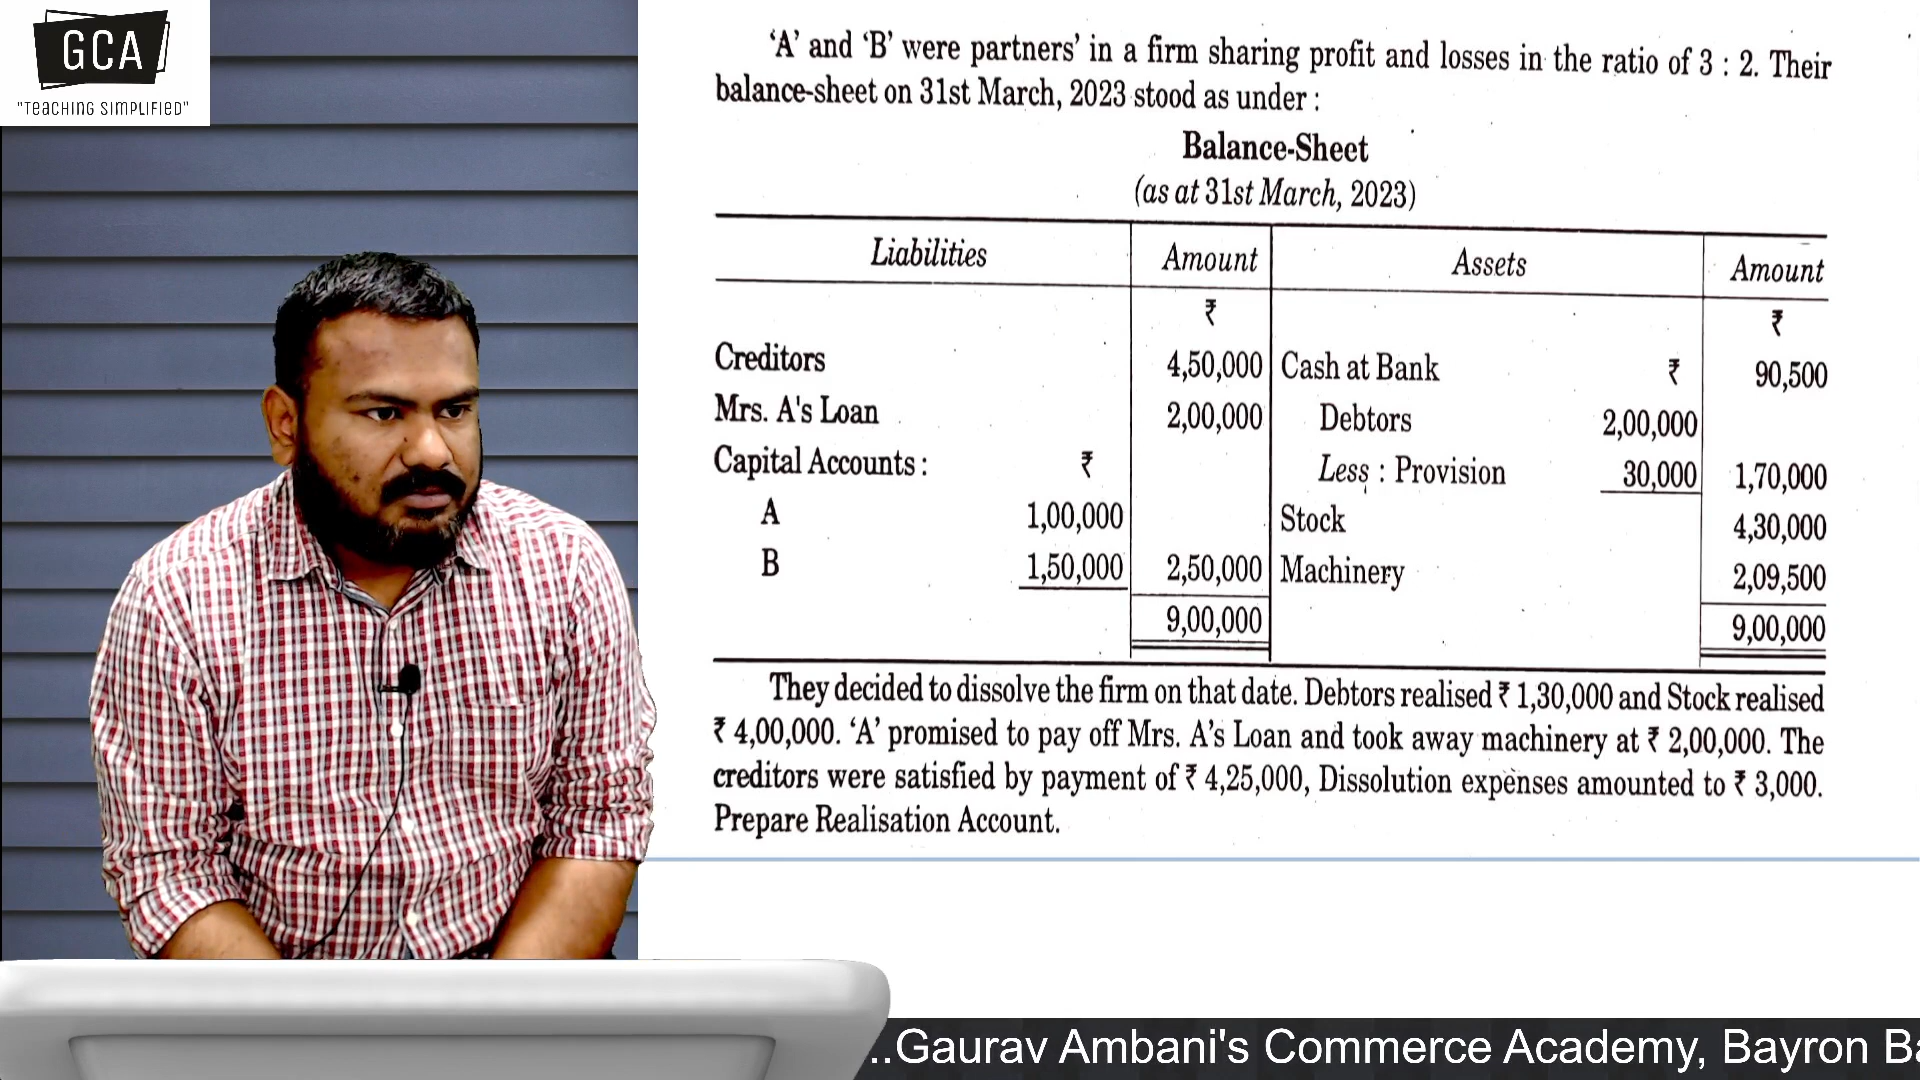 GCA
"TEACHING SIMPLIFIED"
‘A’ and ‘B’ were partners’ in a firm sharing profit and losses in the ratio of 3 : 2. Their
balance-sheet on 31st March, 2023 stood as under :
Balance-Sheet
(as at 31st March, 2023)
Liabilities Amount Assets Amount
₹ ₹
Creditors 4,50,000 Cash at Bank ₹ 90,500
Mrs. A's Loan 2,00,000 Debtors 2,00,000
Capital Accounts : ₹ Less : Provision 30,000 1,70,000
A 1,00,000 Stock 4,30,000
B 1,50,000 2,50,000 Machinery 2,09,500
9,00,000 9,00,000
They decided to dissolve the firm on that date. Debtors realised ₹ 1,30,000 and Stock realised
₹ 4,00,000. ‘A’ promised to pay off Mrs. A’s Loan and took away machinery at ₹ 2,00,000. The
creditors were satisfied by payment of ₹ 4,25,000, Dissolution expenses amounted to ₹ 3,000.
Prepare Realisation Account.
..Gaurav Ambani's Commerce Academy, Bayron Ba